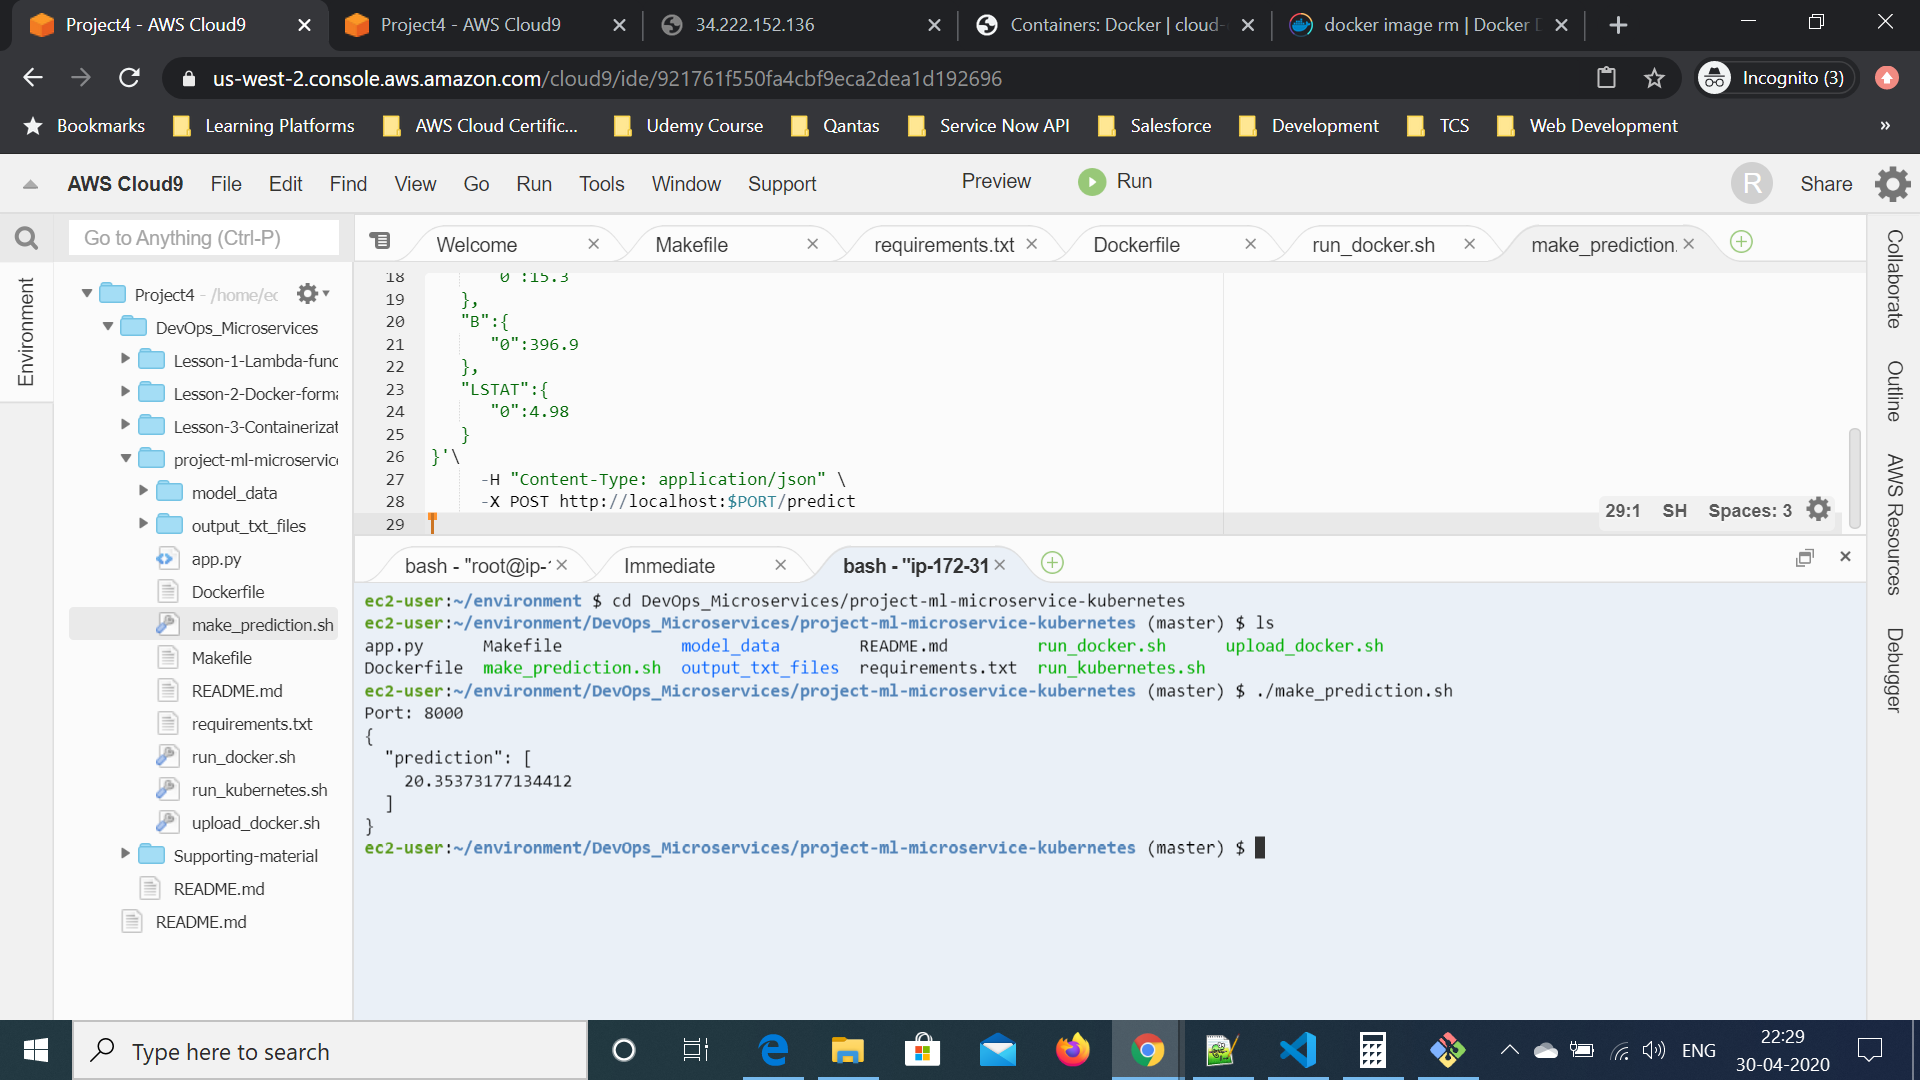 Project4 - AWS Cloud9
Project4 - AWS Cloud9
34.222.152.136
Containers: Docker | cloud-
docker image rm | Docker D
us-west-2.console.aws.amazon.com/cloud9/ide/921761f550fa4cbf9eca2dea1d192696
Incognito (3)
Bookmarks
Learning Platforms
AWS Cloud Certific...
Udemy Course
Qantas
Service Now API
Salesforce
Development
TCS
Web Development
»
AWS Cloud9 File Edit Find View Go Run Tools Window Support
Preview
Run
R
Share
Go to Anything (Ctrl-P)
Welcome
Makefile
requirements.txt
Dockerfile
run_docker.sh
make_prediction.
Environment
Project4 - /home/ec
DevOps_Microservices
Lesson-1-Lambda-func
Lesson-2-Docker-forma
Lesson-3-Containerizat
project-ml-microservice
model_data
output_txt_files
app.py
Dockerfile
make_prediction.sh
Makefile
README.md
requirements.txt
run_docker.sh
run_kubernetes.sh
upload_docker.sh
Supporting-material
README.md
README.md
18 "0":15.3
19 },
20 "B":{
21 "0":396.9
22 },
23 "LSTAT":{
24 "0":4.98
25 }
26 }'\
27 -H "Content-Type: application/json" \
28 -X POST http://localhost:$PORT/predict
29
29:1 SH Spaces: 3
Collaborate
Outline
AWS Resources
Debugger
bash - "root@ip-1
Immediate
bash - "ip-172-31
ec2-user:~/environment $ cd DevOps_Microservices/project-ml-microservice-kubernetes
ec2-user:~/environment/DevOps_Microservices/project-ml-microservice-kubernetes (master) $ ls
app.py Makefile model_data README.md run_docker.sh upload_docker.sh
Dockerfile make_prediction.sh output_txt_files requirements.txt run_kubernetes.sh
ec2-user:~/environment/DevOps_Microservices/project-ml-microservice-kubernetes (master) $ ./make_prediction.sh
Port: 8000
{
"prediction": [
20.35373177134412
]
}
ec2-user:~/environment/DevOps_Microservices/project-ml-microservice-kubernetes (master) $
Type here to search
ENG
22:29
30-04-2020